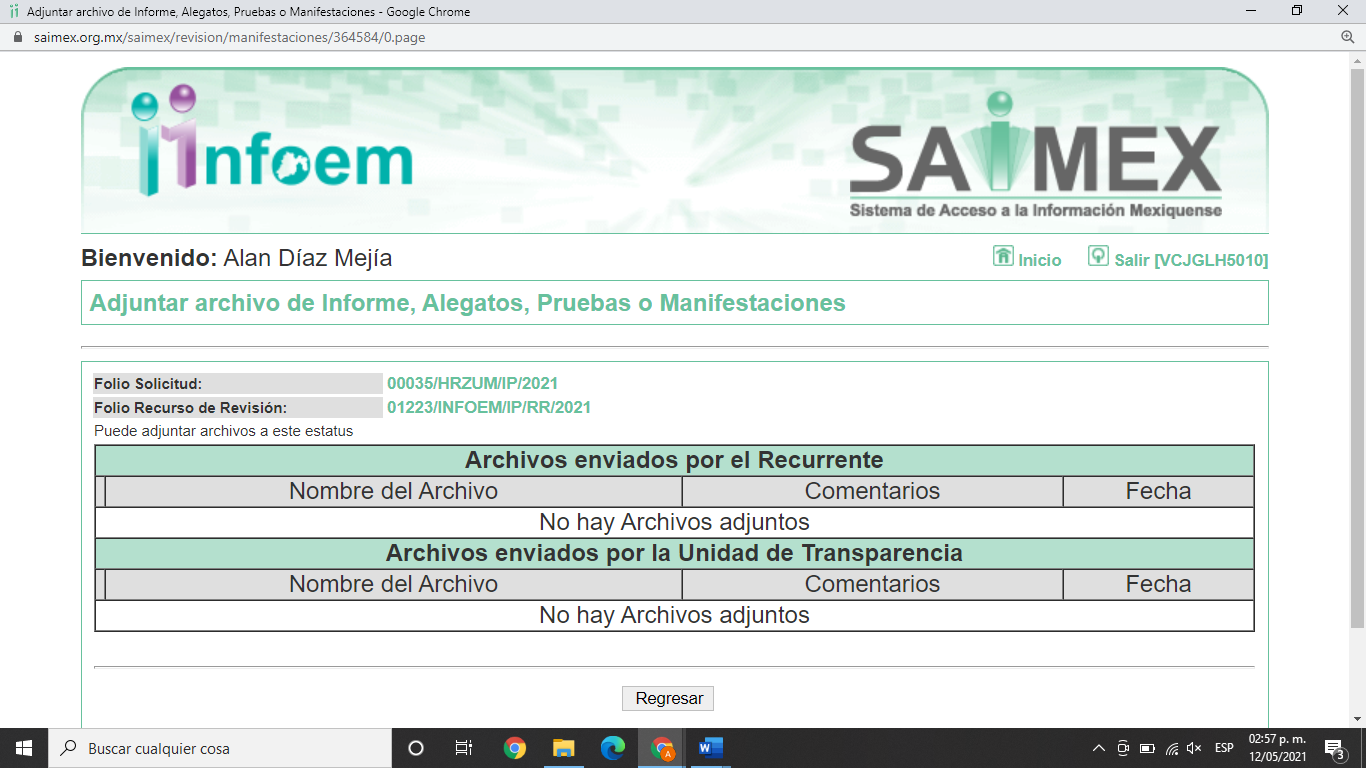 Adjuntar archivo de Informe, Alegatos, Pruebas o Manifestaciones - Google Chrome
saimex.org.mx/saimex/revision/manifestaciones/364584/0.page
infoem
SAiMEX
Sistema de Acceso a la Información Mexiquense
Bienvenido: Alan Díaz Mejía
Inicio
Salir [VCJGLH5010]
Adjuntar archivo de Informe, Alegatos, Pruebas o Manifestaciones
Folio Solicitud: 00035/HRZUM/IP/2021
Folio Recurso de Revisión: 01223/INFOEM/IP/RR/2021
Puede adjuntar archivos a este estatus
Archivos enviados por el Recurrente
Nombre del Archivo Comentarios Fecha
No hay Archivos adjuntos
Archivos enviados por la Unidad de Transparencia
Nombre del Archivo Comentarios Fecha
No hay Archivos adjuntos
Regresar
Buscar cualquier cosa
ESP
02:57 p. m.
12/05/2021
3